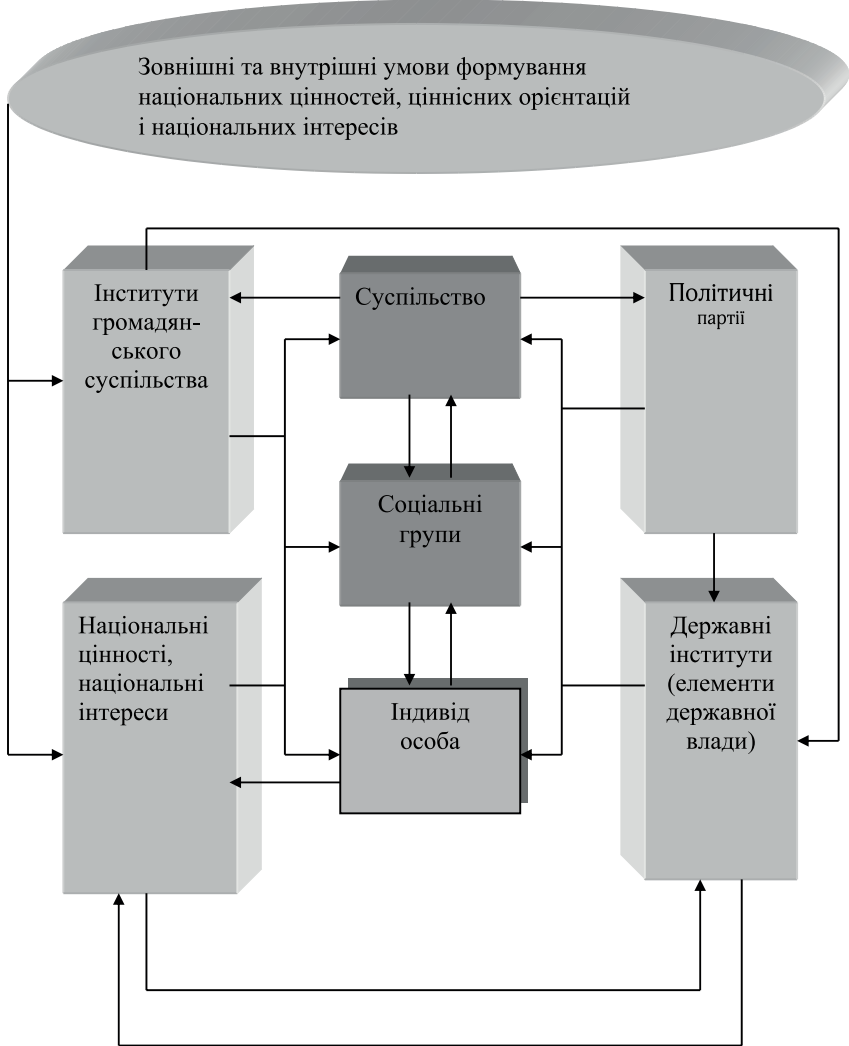 Зовнішні та внутрішні умови формування
національних цінностей, ціннісних орієнтацій
і національних інтересів
Інститути
громадян-
ського
суспільства
Суспільство
Політичні
партії
Соціальні
групи
Національні
цінності,
національні
інтереси
Індивід
особа
Державні
інститути
(елементи
державної
влади)